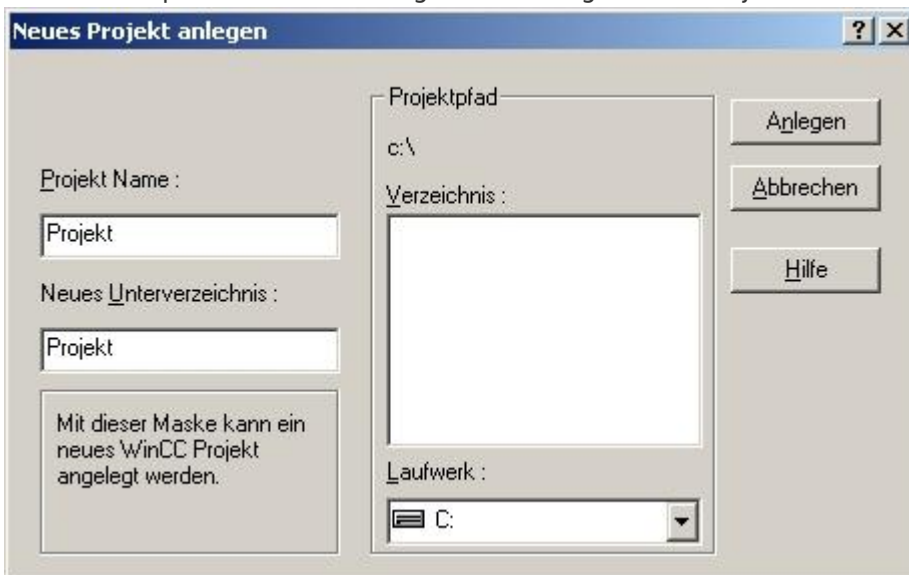 Neues Projekt anlegen
Projekt Name :
Projekt
Neues Unterverzeichnis :
Projekt
Mit dieser Maske kann ein
neues WinCC Projekt
angelegt werden.
Projektpfad
c:\
Verzeichnis :
Laufwerk :
C:
Anlegen
Abbrechen
Hilfe